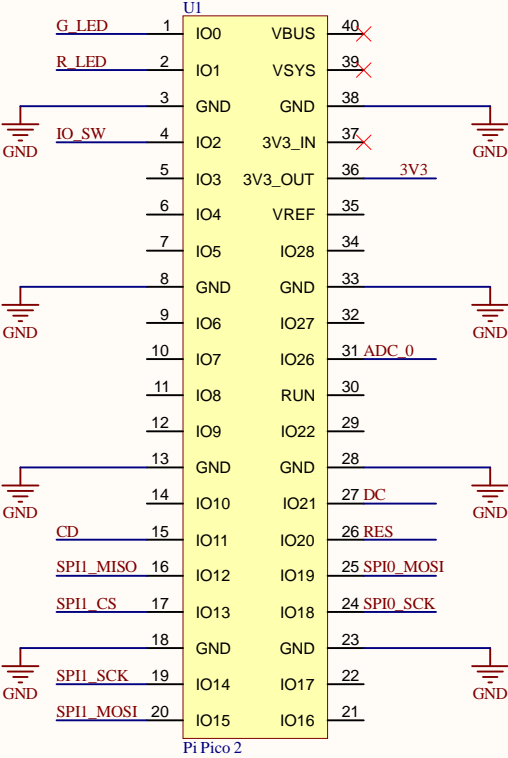 U1
G_LED 1 IO0 VBUS 40
R_LED 2 IO1 VSYS 39
3 GND GND 38
IO_SW 4 IO2 3V3_IN 37
GND GND
5 IO3 3V3_OUT 36 3V3
6 IO4 VREF 35
7 IO5 IO28 34
8 GND GND 33
9 IO6 IO27 32
GND GND
10 IO7 IO26 31 ADC_0
11 IO8 RUN 30
12 IO9 IO22 29
13 GND GND 28
14 IO10 IO21 27 DC
GND GND
CD 15 IO11 IO20 26 RES
SPI1_MISO 16 IO12 IO19 25 SPI0_MOSI
SPI1_CS 17 IO13 IO18 24 SPI0_SCK
18 GND GND 23
SPI1_SCK 19 IO14 IO17 22
GND GND
SPI1_MOSI 20 IO15 IO16 21
Pi Pico 2